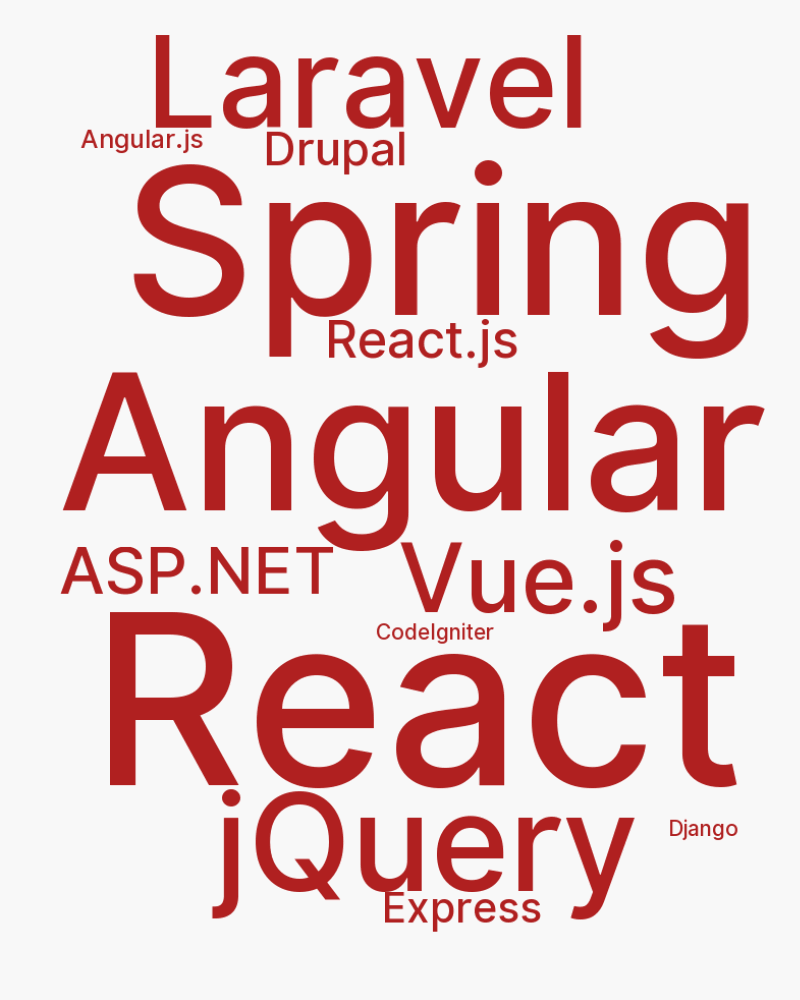 Laravel
Angular.js
Drupal
Spring
React.js
Angular
ASP.NET
Vue.js
CodeIgniter
React
jQuery
Django
Express